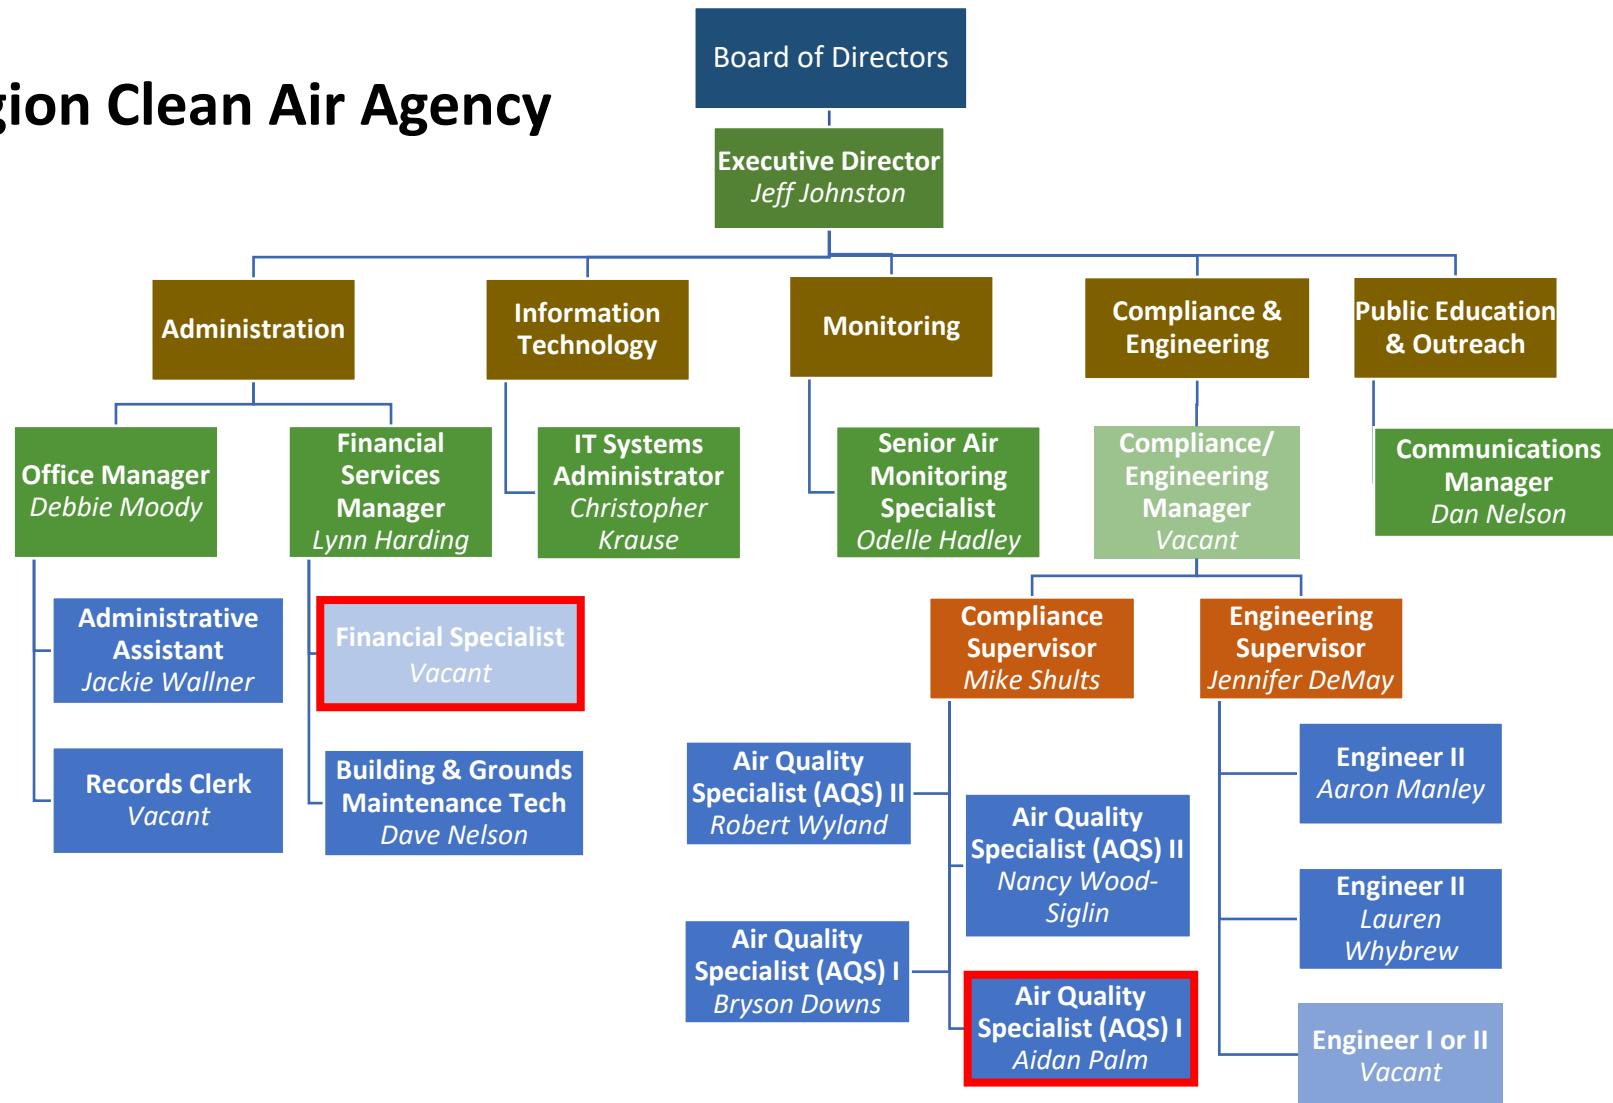 gion Clean Air Agency
Board of Directors
Executive Director
Jeff Johnston
Administration
Information
Technology
Monitoring
Compliance &
Engineering
Public Education
& Outreach
Office Manager
Debbie Moody
Financial
Services
Manager
Lynn Harding
IT Systems
Administrator
Christopher
Krause
Senior Air
Monitoring
Specialist
Odelle Hadley
Compliance/
Engineering
Manager
Vacant
Communications
Manager
Dan Nelson
Administrative
Assistant
Jackie Wallner
Financial Specialist
Vacant
Compliance
Supervisor
Mike Shults
Engineering
Supervisor
Jennifer DeMay
Records Clerk
Vacant
Building & Grounds
Maintenance Tech
Dave Nelson
Air Quality
Specialist (AQS) II
Robert Wyland
Air Quality
Specialist (AQS) II
Nancy Wood-
Siglin
Engineer II
Aaron Manley
Engineer II
Lauren
Whybrew
Air Quality
Specialist (AQS) I
Bryson Downs
Air Quality
Specialist (AQS) I
Aidan Palm
Engineer I or II
Vacant